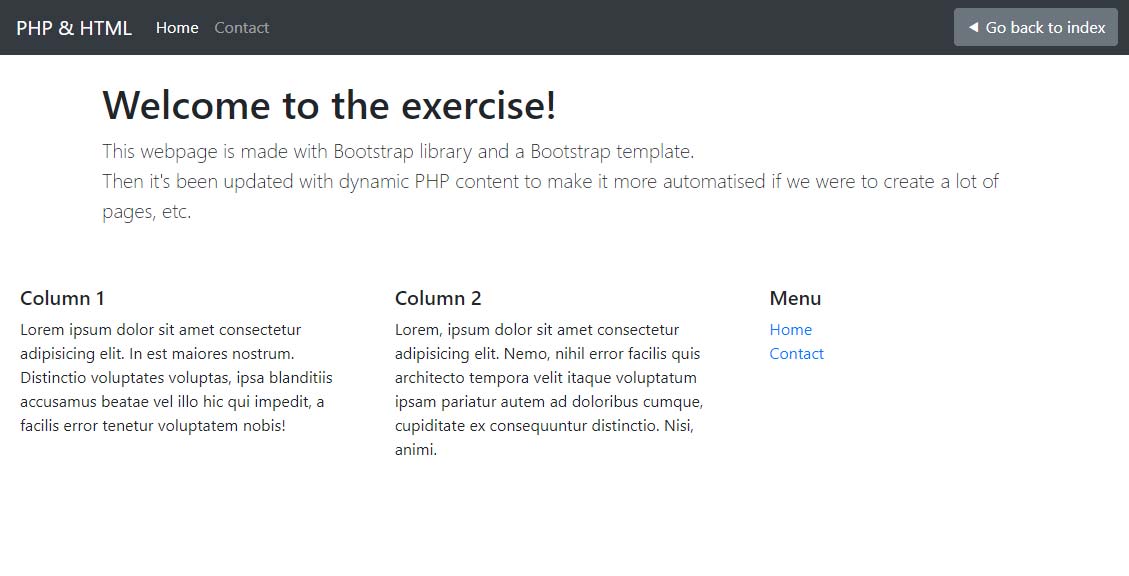 PHP & HTML Home Contact ◄ Go back to index
Welcome to the exercise!
This webpage is made with Bootstrap library and a Bootstrap template.
Then it's been updated with dynamic PHP content to make it more automatised if we were to create a lot of
pages, etc.
Column 1
Lorem ipsum dolor sit amet consectetur
adipisicing elit. In est maiores nostrum.
Distinctio voluptates voluptas, ipsa blanditiis
accusamus beatae vel illo hic qui impedit, a
facilis error tenetur voluptatem nobis!
Column 2
Lorem, ipsum dolor sit amet consectetur
adipisicing elit. Nemo, nihil error facilis quis
architecto tempora velit itaque voluptatum
ipsam pariatur autem ad doloribus cumque,
cupiditate ex consequuntur distinctio. Nisi,
animi.
Menu
Home
Contact